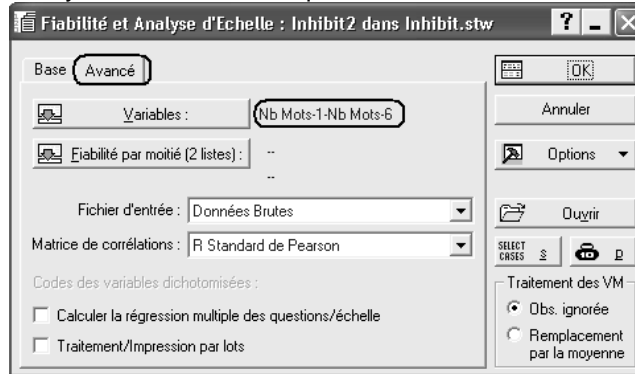 Fiabilité et Analyse d'Echelle : Inhibit2 dans Inhibit.stw
Base Avancé
Variables : Nb Mots-1-Nb Mots-6
Fiabilité par moitié (2 listes) : --
--
Fichier d'entrée : Données Brutes
Matrice de corrélations : R Standard de Pearson
Codes des variables dichotomisées :
Calculer la régression multiple des questions/échelle
Traitement/Impression par lots
OK
Annuler
Options
Ouvrir
SELECT CASES S D
Traitement des VM
Obs. ignorée
Remplacement
par la moyenne